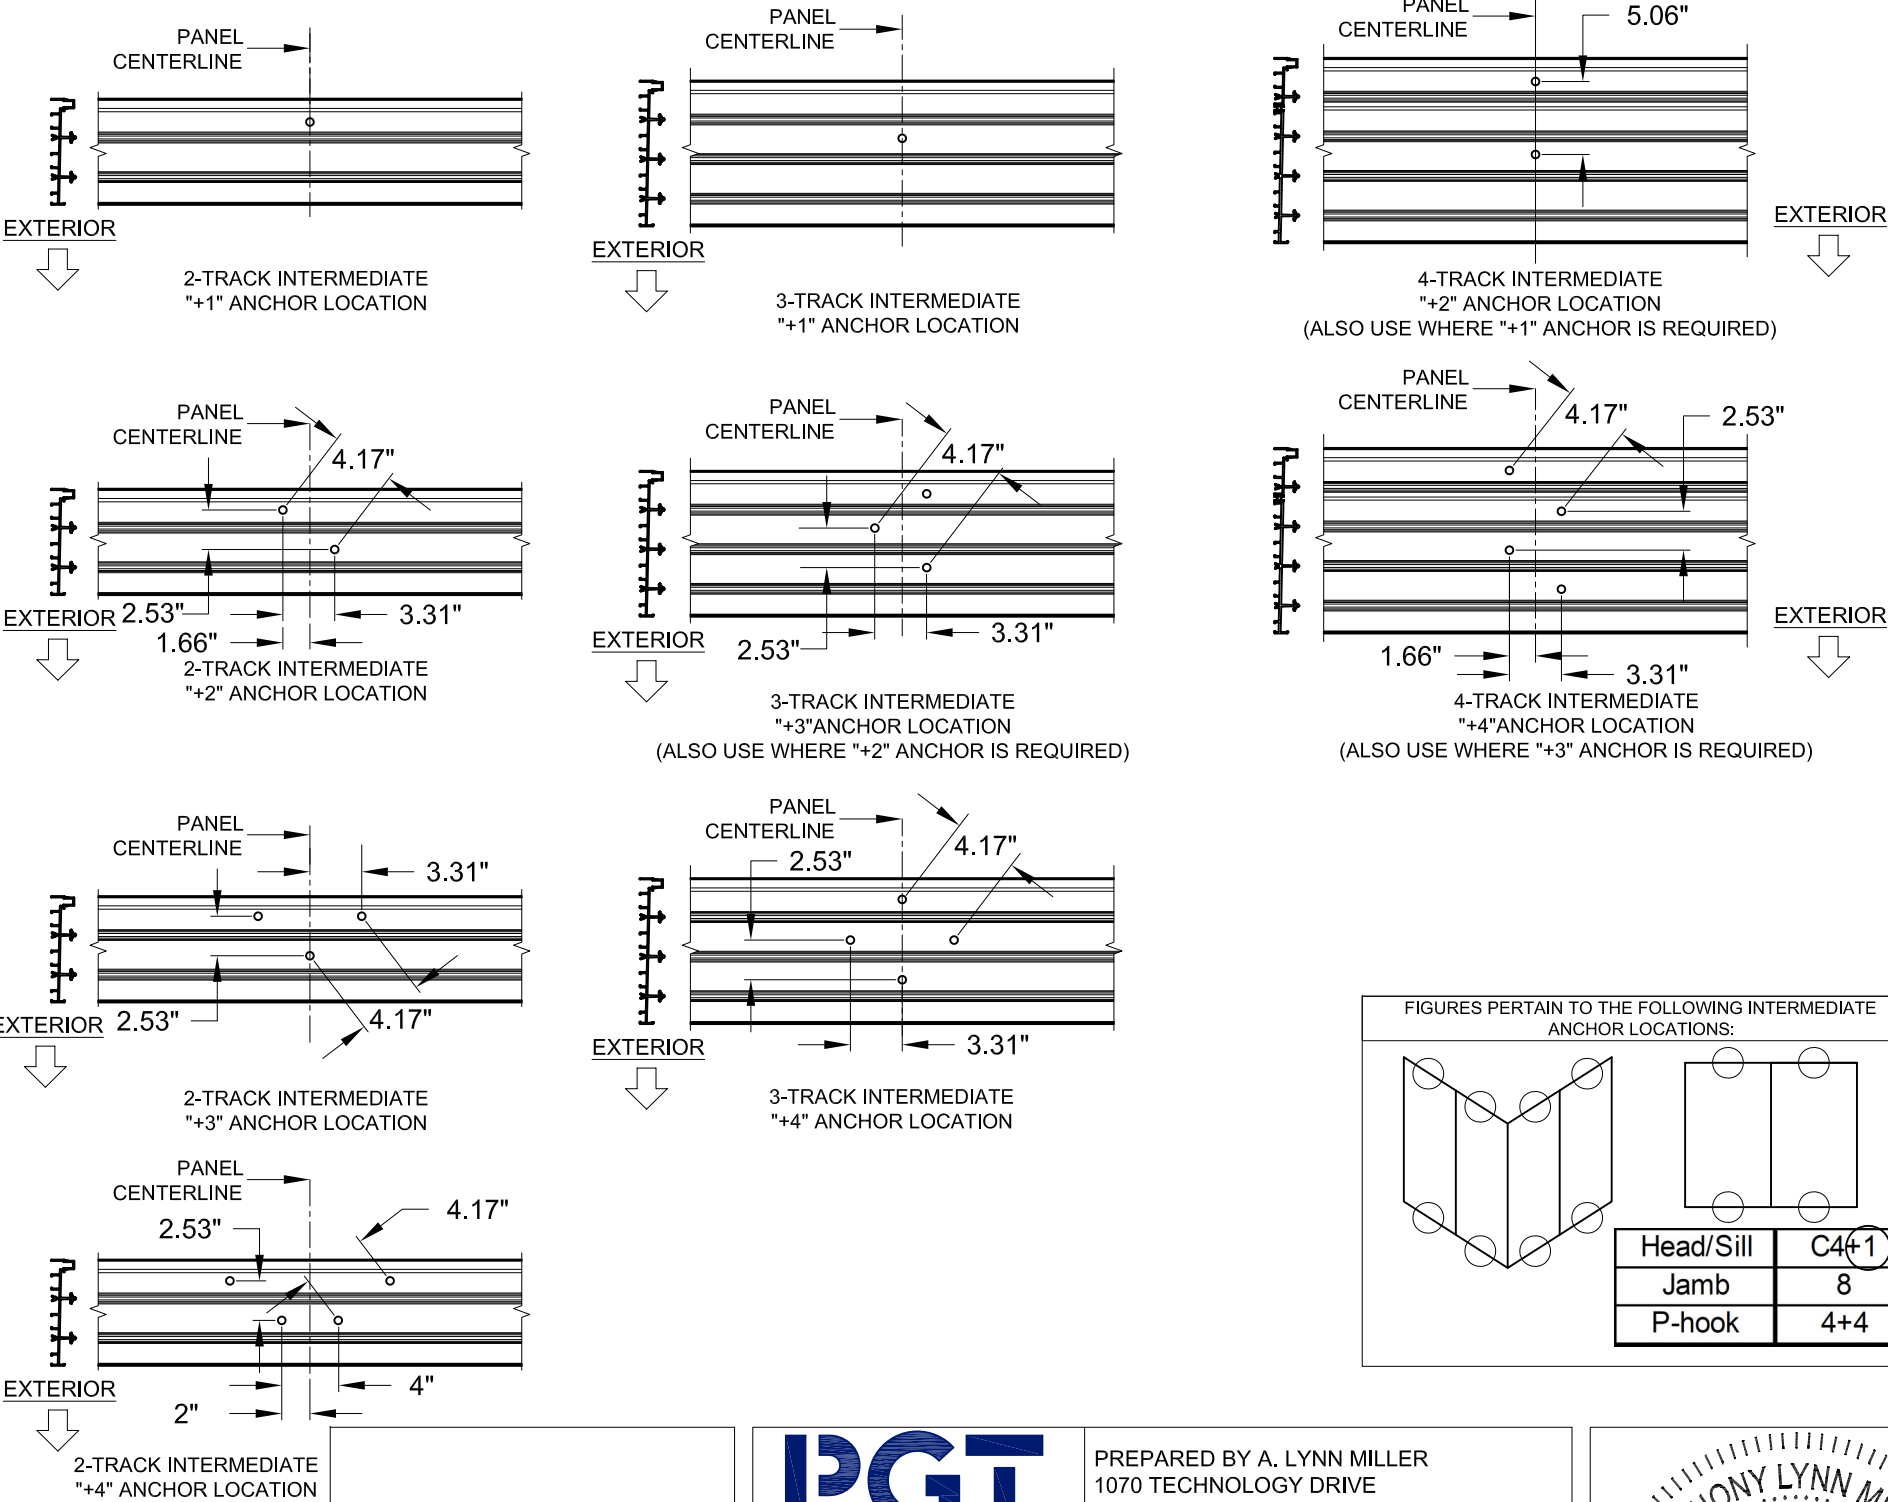 PANEL
CENTERLINE
EXTERIOR
2-TRACK INTERMEDIATE
"+1" ANCHOR LOCATION
PANEL
CENTERLINE
EXTERIOR
3-TRACK INTERMEDIATE
"+1" ANCHOR LOCATION
PANEL
CENTERLINE
5.06"
EXTERIOR
4-TRACK INTERMEDIATE
"+2" ANCHOR LOCATION
(ALSO USE WHERE "+1" ANCHOR IS REQUIRED)
PANEL
CENTERLINE
4.17"
EXTERIOR
2.53"
3.31"
1.66"
2-TRACK INTERMEDIATE
"+2" ANCHOR LOCATION
PANEL
CENTERLINE
4.17"
EXTERIOR
2.53"
3.31"
3-TRACK INTERMEDIATE
"+3"ANCHOR LOCATION
(ALSO USE WHERE "+2" ANCHOR IS REQUIRED)
PANEL
CENTERLINE
4.17"
2.53"
EXTERIOR
1.66"
3.31"
4-TRACK INTERMEDIATE
"+4"ANCHOR LOCATION
(ALSO USE WHERE "+3" ANCHOR IS REQUIRED)
PANEL
CENTERLINE
3.31"
EXTERIOR
2.53"
4.17"
2-TRACK INTERMEDIATE
"+3" ANCHOR LOCATION
PANEL
CENTERLINE
2.53"
4.17"
EXTERIOR
3.31"
3-TRACK INTERMEDIATE
"+4" ANCHOR LOCATION
PANEL
CENTERLINE
2.53"
4.17"
EXTERIOR
4"
2"
2-TRACK INTERMEDIATE
"+4" ANCHOR LOCATION
FIGURES PERTAIN TO THE FOLLOWING INTERMEDIATE
ANCHOR LOCATIONS:
Head/Sill C4+1
Jamb 8
P-hook 4+4
PGT
PREPARED BY A. LYNN MILLER
1070 TECHNOLOGY DRIVE
LYNN